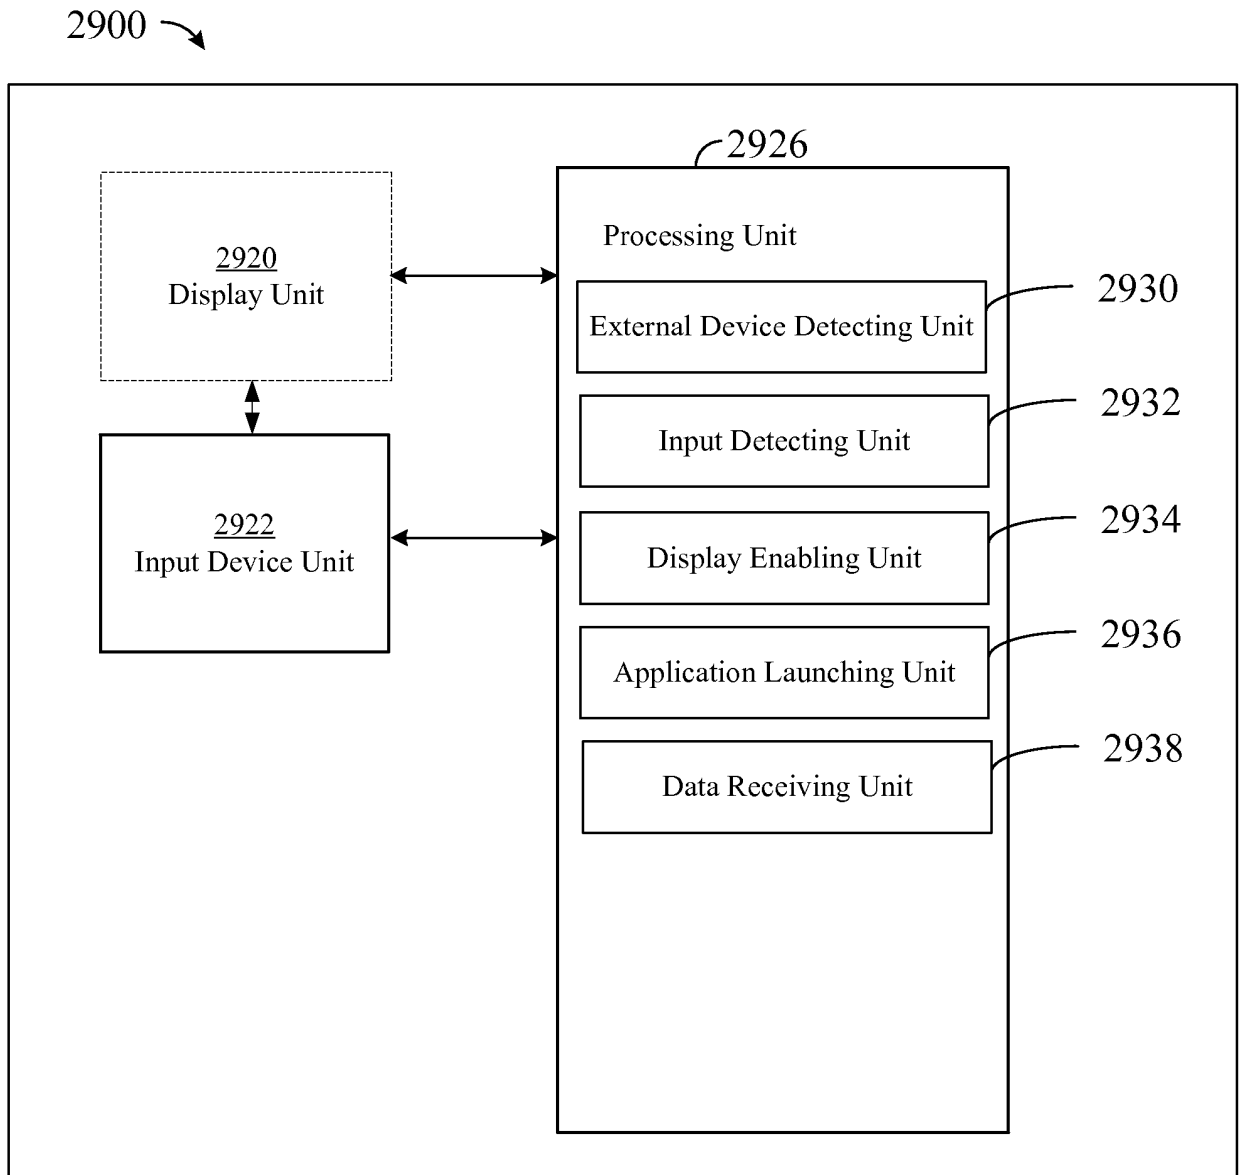 2900
2926
2920
Display Unit
2922
Input Device Unit
Processing Unit
External Device Detecting Unit
2930
Input Detecting Unit
2932
Display Enabling Unit
2934
Application Launching Unit
2936
Data Receiving Unit
2938